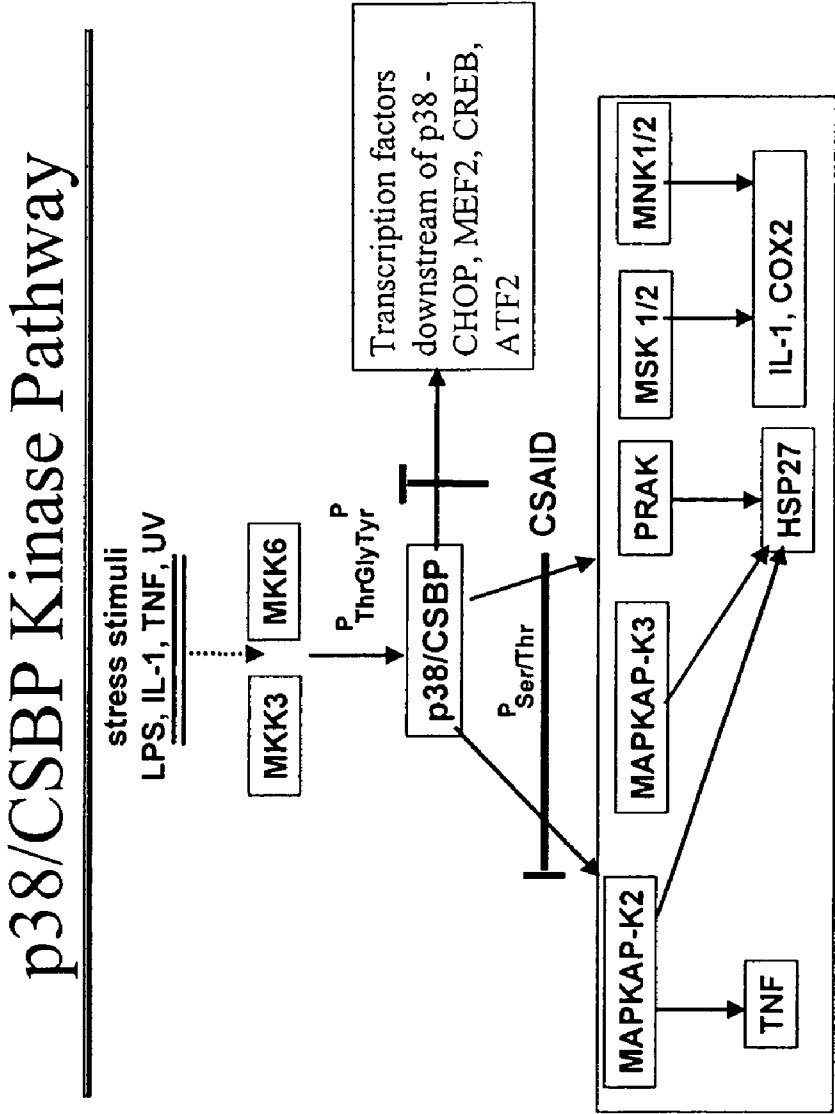 p38/CSBP Kinase Pathway
stress stimuli
LPS, IL-1, TNF, UV
MKK3
MKK6
P P
ThrGlyTyr
p38/CSBP
Transcription factors
downstream of p38 -
CHOP, MEF2, CREB,
ATF2
P
Ser/Thr
CSAID
MAPKAP-K2
MAPKAP-K3
PRAK
MSK 1/2
MNK1/2
TNF
HSP27
IL-1, COX2